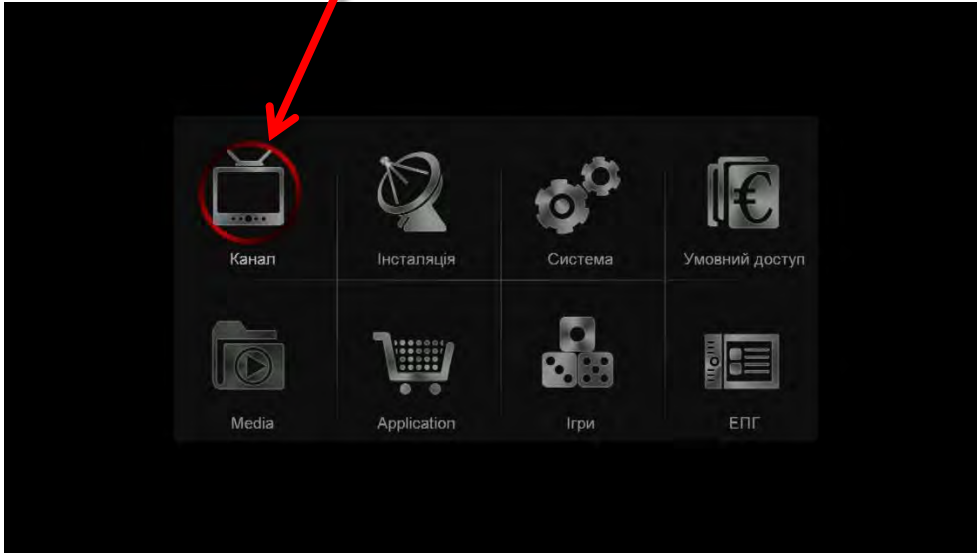 Канал
Інсталяція
Система
Умовний доступ
Media
Application
Ігри
ЕПГ